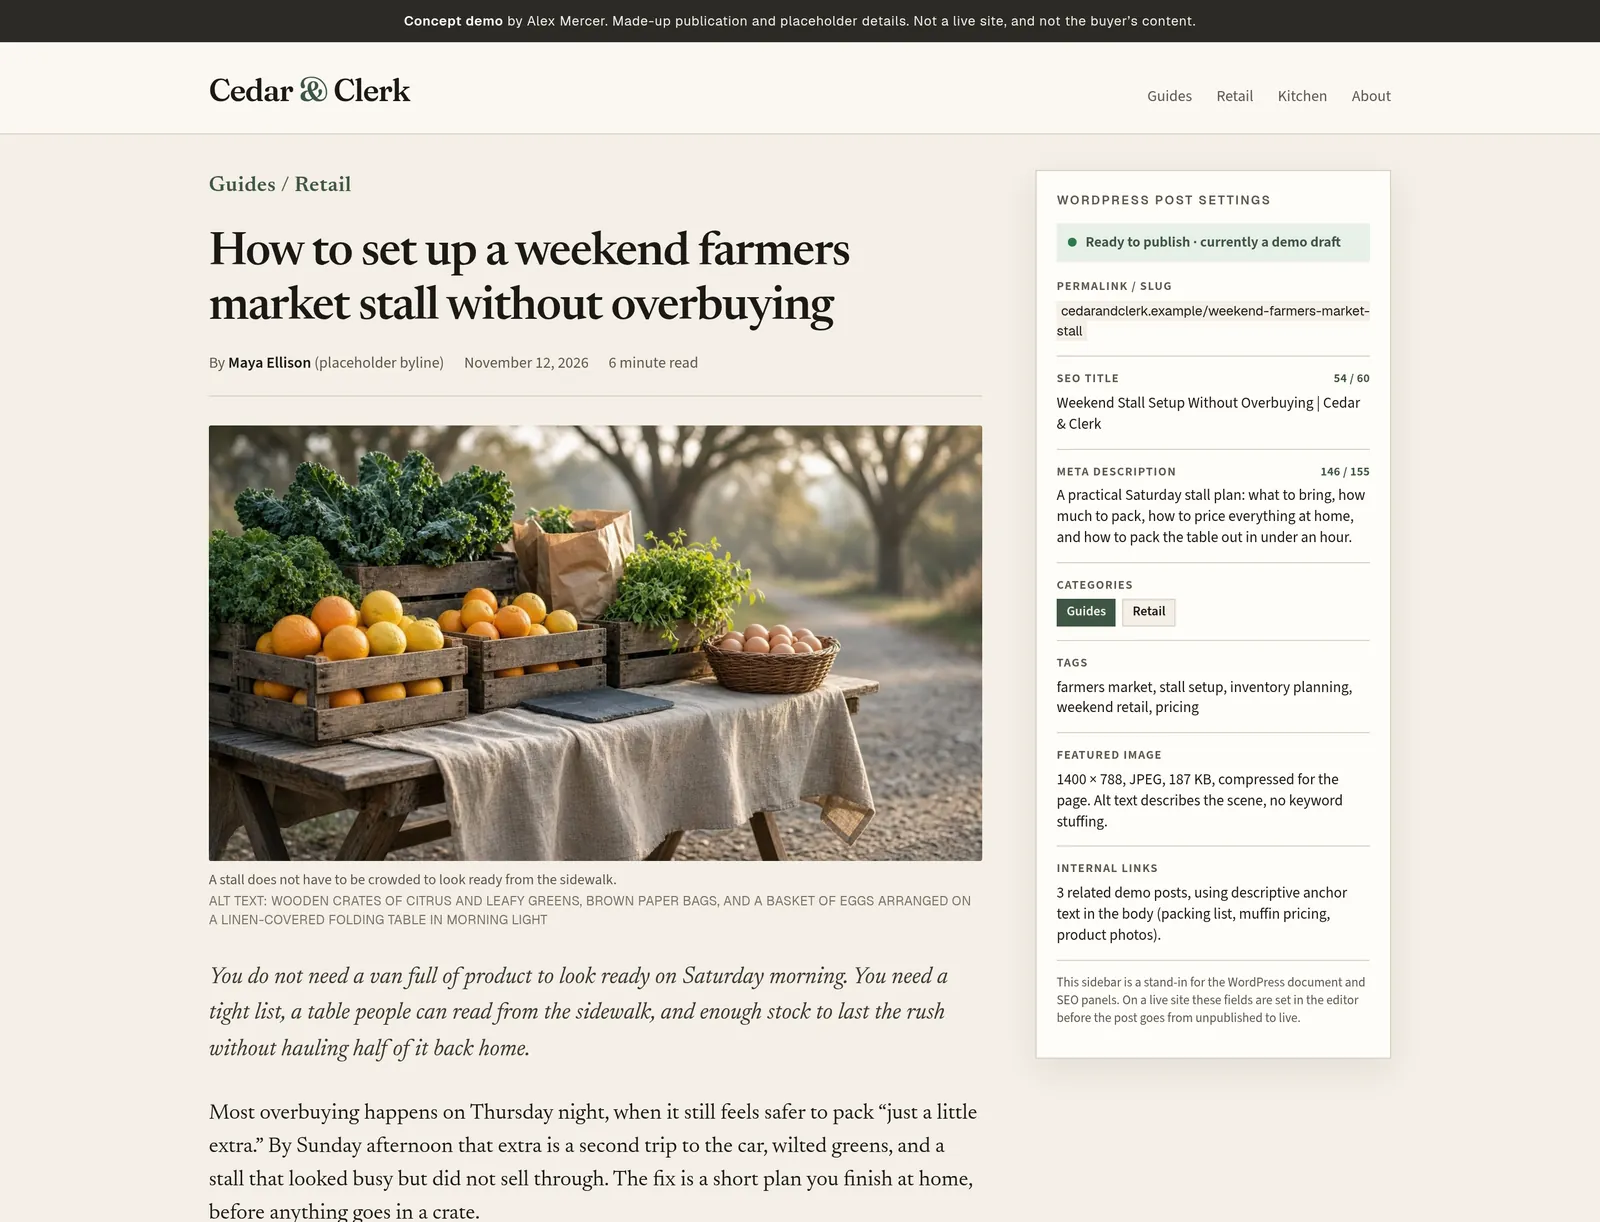 Concept demo by Alex Mercer. Made-up publication and placeholder details. Not a live site, and not the buyer's content.
Cedar & Clerk
Guides Retail Kitchen About
Guides / Retail
How to set up a weekend farmers
market stall without overbuying
By Maya Ellison (placeholder byline) November 12, 2026 6 minute read
A stall does not have to be crowded to look ready from the sidewalk.
ALT TEXT: WOODEN CRATES OF CITRUS AND LEAFY GREENS, BROWN PAPER BAGS, AND A BASKET OF EGGS ARRANGED ON
A LINEN-COVERED FOLDING TABLE IN MORNING LIGHT
You do not need a van full of product to look ready on Saturday morning. You need a
tight list, a table people can read from the sidewalk, and enough stock to last the rush
without hauling half of it back home.
Most overbuying happens on Thursday night, when it still feels safer to pack “just a little
extra.” By Sunday afternoon that extra is a second trip to the car, wilted greens, and a
stall that looked busy but did not sell through. The fix is a short plan you finish at home,
before anything goes in a crate.
WORDPRESS POST SETTINGS
Ready to publish · currently a demo draft
PERMALINK / SLUG
cedarandclerk.example/weekend-farmers-market-
stall
SEO TITLE 54 / 60
Weekend Stall Setup Without Overbuying | Cedar
& Clerk
META DESCRIPTION 146 / 155
A practical Saturday stall plan: what to bring, how
much to pack, how to price everything at home,
and how to pack the table out in under an hour.
CATEGORIES
Guides Retail
TAGS
farmers market, stall setup, inventory planning,
weekend retail, pricing
FEATURED IMAGE
1400 × 788, JPEG, 187 KB, compressed for the
page. Alt text describes the scene, no keyword
stuffing.
INTERNAL LINKS
3 related demo posts, using descriptive anchor
text in the body (packing list, muffin pricing,
product photos).
This sidebar is a stand-in for the WordPress document and
SEO panels. On a live site these fields are set in the editor
before the post goes from unpublished to live.